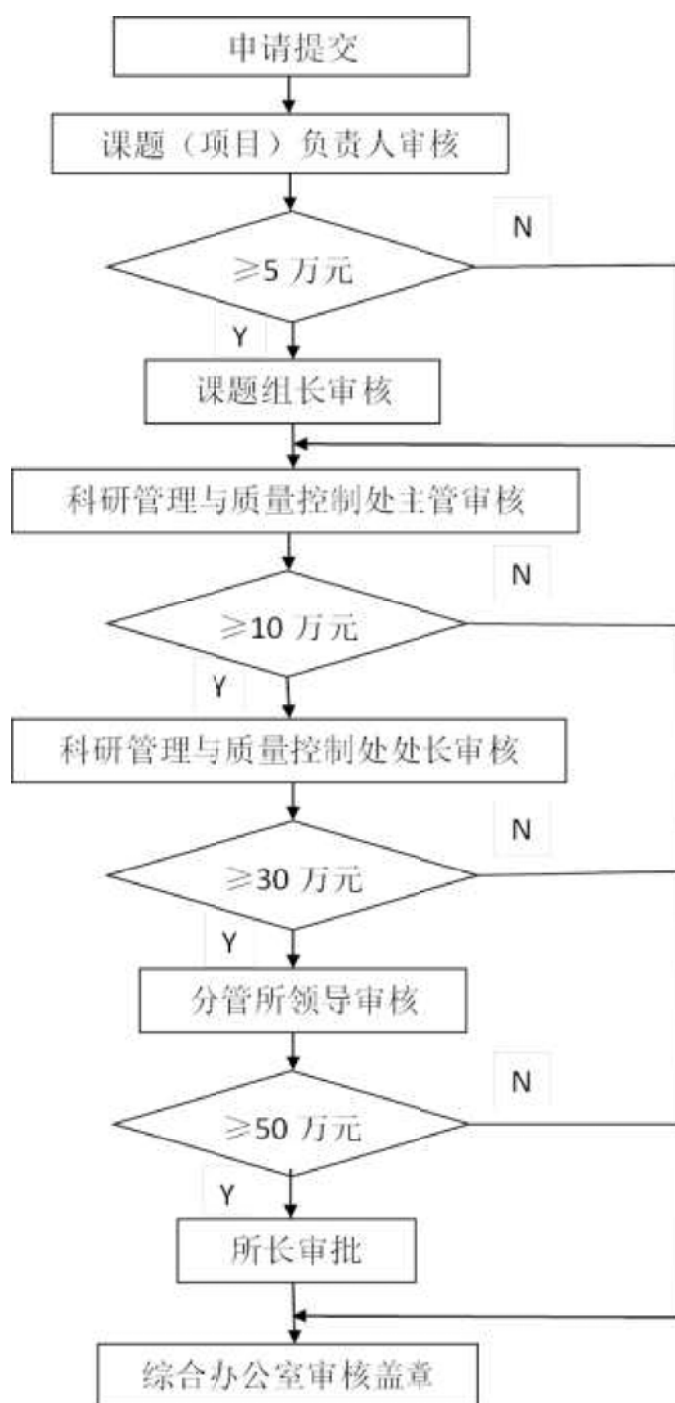 申请提交
课题（项目）负责人审核
N
≥5 万元
Y
课题组长审核
科研管理与质量控制处主管审核
N
≥10 万元
Y
科研管理与质量控制处处长审核
N
≥30 万元
Y
分管所领导审核
N
≥50 万元
Y
所长审批
综合办公室审核盖章